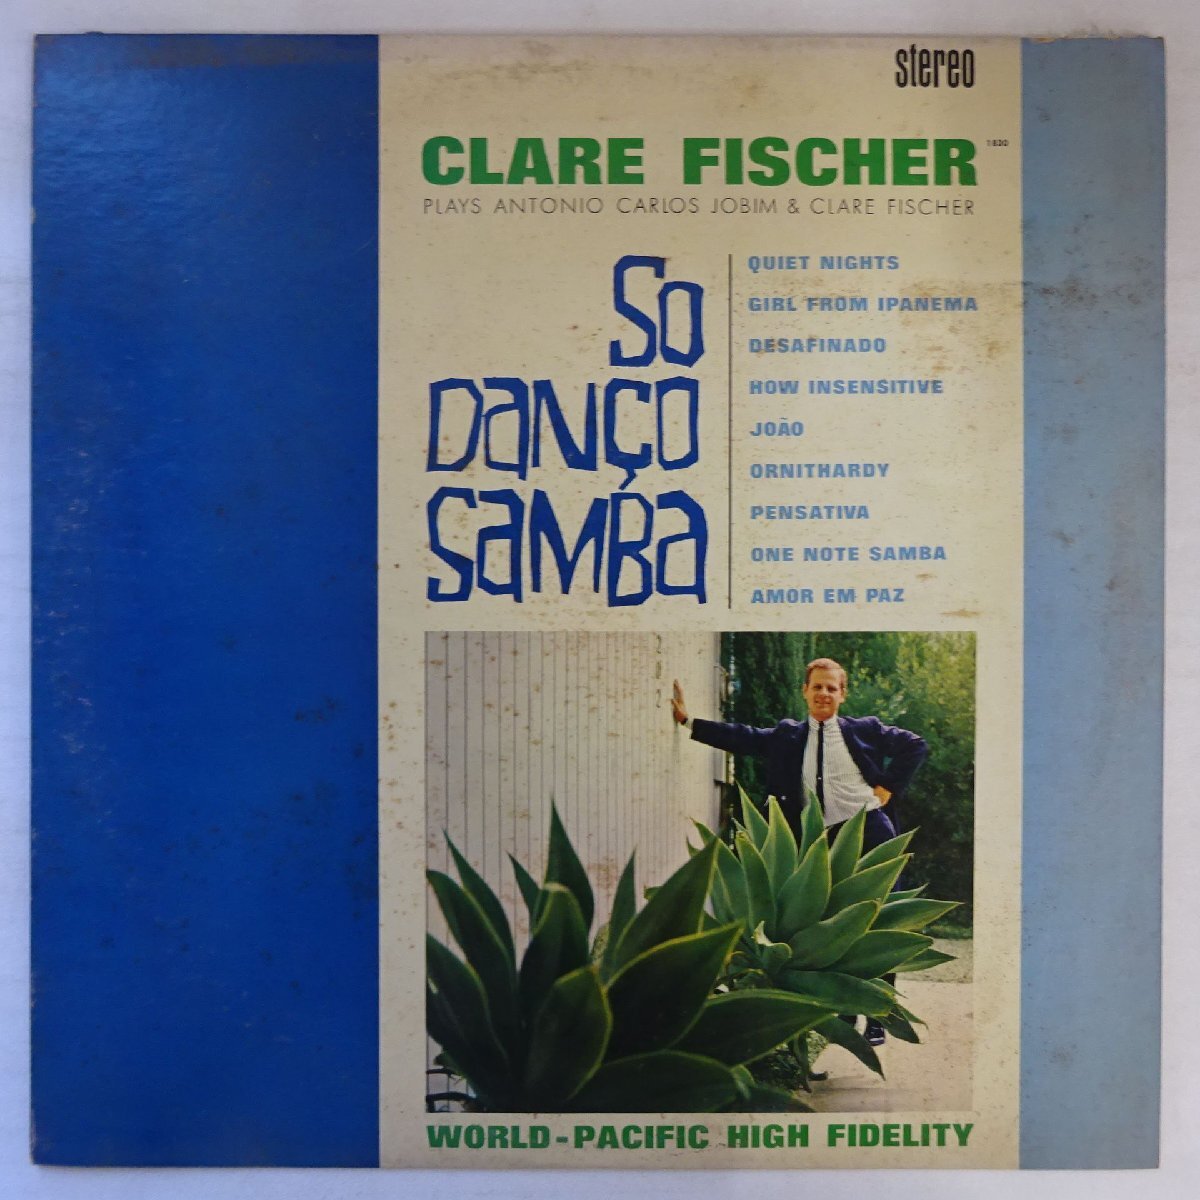 stereo
CLARE FISCHER
1830
PLAYS ANTONIO CARLOS JOBIM & CLARE FISCHER
SO
DANÇO
SAMBA
QUIET NIGHTS
GIRL FROM IPANEMA
DESAFINADO
HOW INSENSITIVE
JOÃO
ORNITHARDY
PENSATIVA
ONE NOTE SAMBA
AMOR EM PAZ
WORLD-PACIFIC HIGH FIDELITY